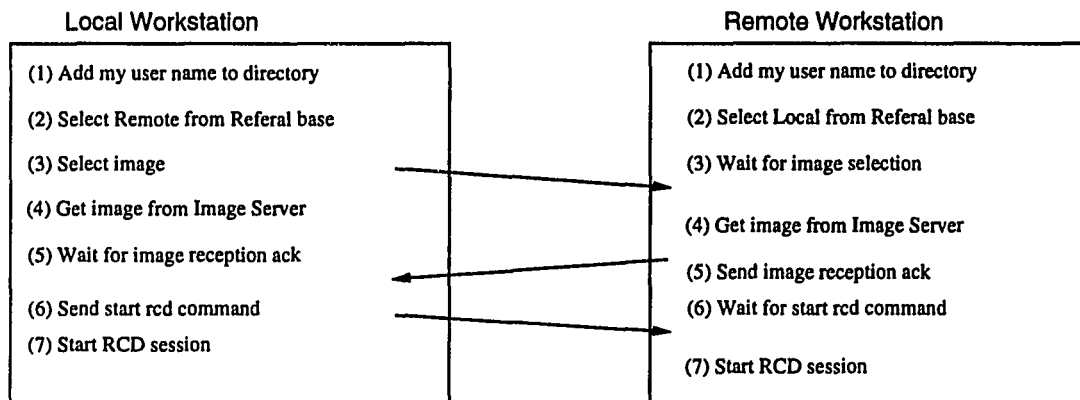 Local Workstation
(1) Add my user name to directory
(2) Select Remote from Referal base
(3) Select image
(4) Get image from Image Server
(5) Wait for image reception ack
(6) Send start rcd command
(7) Start RCD session
Remote Workstation
(1) Add my user name to directory
(2) Select Local from Referal base
(3) Wait for image selection
(4) Get image from Image Server
(5) Send image reception ack
(6) Wait for start rcd command
(7) Start RCD session